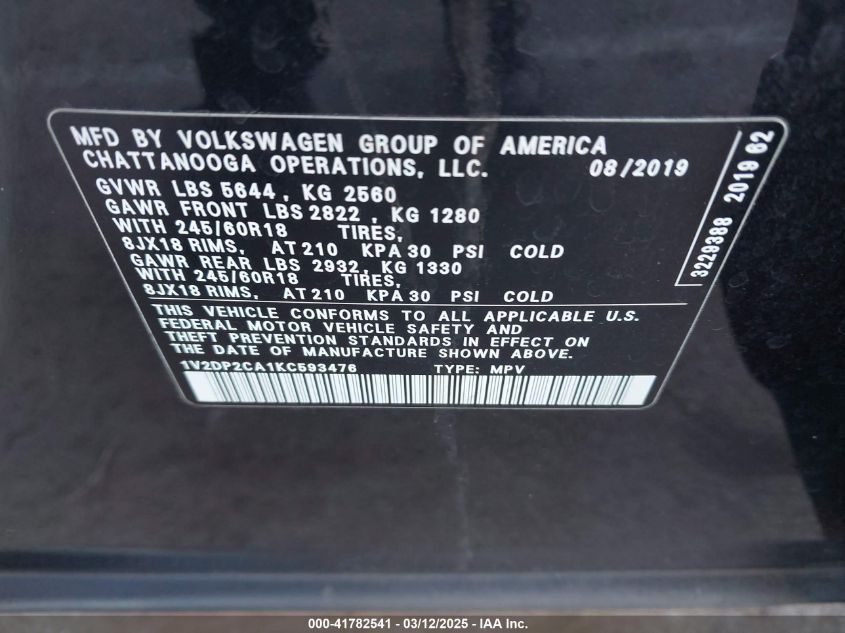 MFD BY VOLKSWAGEN GROUP OF AMERICA
CHATTANOOGA OPERATIONS, LLC. 08/2019
GVWR LBS 5644, KG 2560
GAWR FRONT LBS 2822, KG 1280
WITH 245/60R18 TIRES,
8JX18 RIMS, AT 210 KPA 30 PSI COLD
GAWR REAR LBS 2932, KG 1330
WITH 245/60R18 TIRES,
8JX18 RIMS, AT 210 KPA 30 PSI COLD
THIS VEHICLE CONFORMS TO ALL APPLICABLE U.S.
FEDERAL MOTOR VEHICLE SAFETY AND
THEFT PREVENTION STANDARDS IN EFFECT ON
THE DATE OF MANUFACTURE SHOWN ABOVE.
1V2DP2CA1KC593476 TYPE: MPV
3229388 2019 62
000-41782541 - 03/12/2025 - IAA Inc.